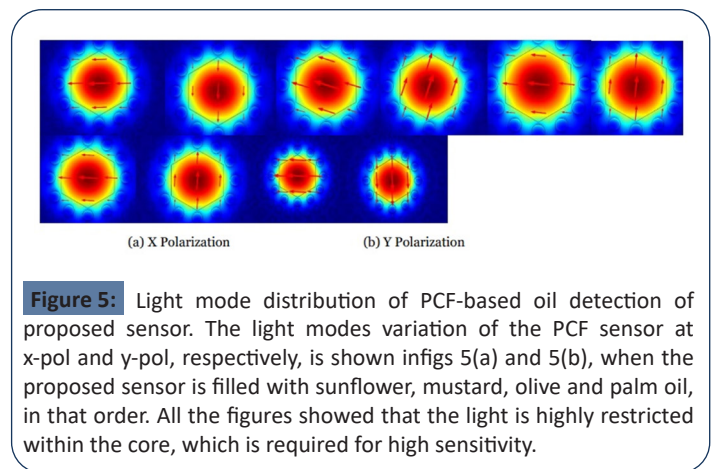 (a) X Polarization (b) Y Polarization
Figure 5: Light mode distribution of PCF-based oil detection of
proposed sensor. The light modes variation of the PCF sensor at
x-pol and y-pol, respectively, is shown infigs 5(a) and 5(b), when the
proposed sensor is filled with sunflower, mustard, olive and palm oil,
in that order. All the figures showed that the light is highly restricted
within the core, which is required for high sensitivity.